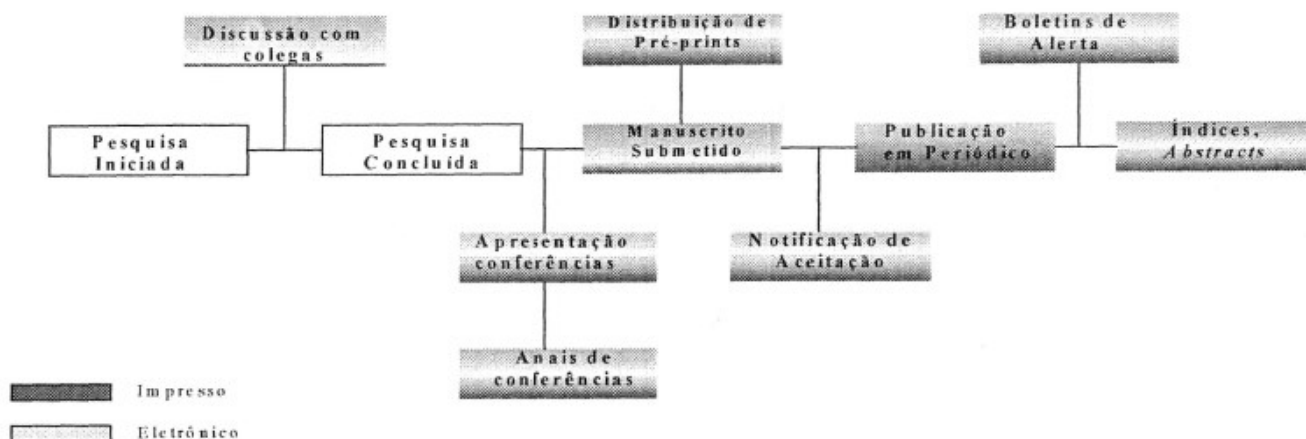 Discussão com
colegas
Distribuição de
Pré-prints
Boletins de
Alerta
Pesquisa
Iniciada
Pesquisa
Concluída
Manuscrito
Submetido
Publicação
em Periódico
Índices,
Abstracts
Apresentação
conferências
Notificação de
Aceitação
Anais de
conferências
Impresso
Eletrônico